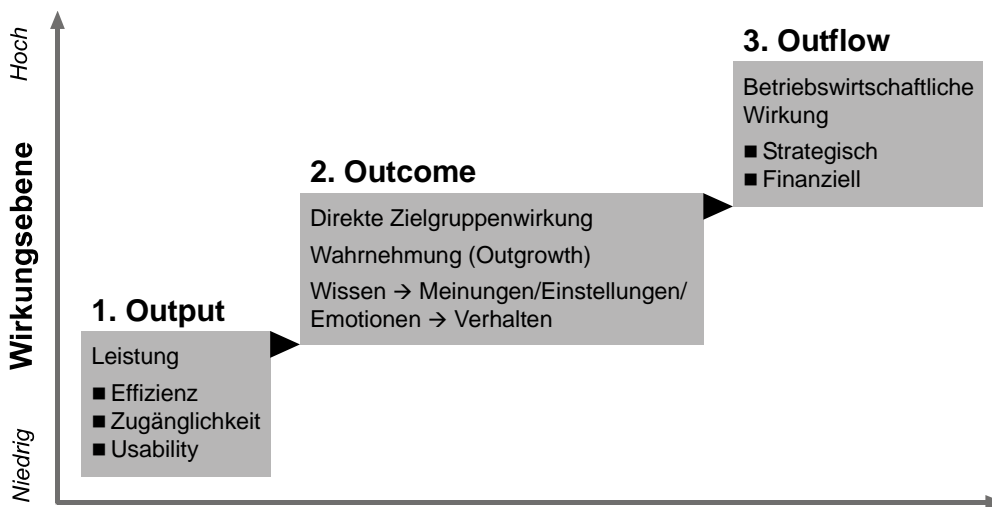 Hoch
Wirkungsebene
Niedrig
1. Output
Leistung
■ Effizienz
■ Zugänglichkeit
■ Usability
2. Outcome
Direkte Zielgruppenwirkung
Wahrnehmung (Outgrowth)
Wissen → Meinungen/Einstellungen/
Emotionen → Verhalten
3. Outflow
Betriebswirtschaftliche
Wirkung
■ Strategisch
■ Finanziell